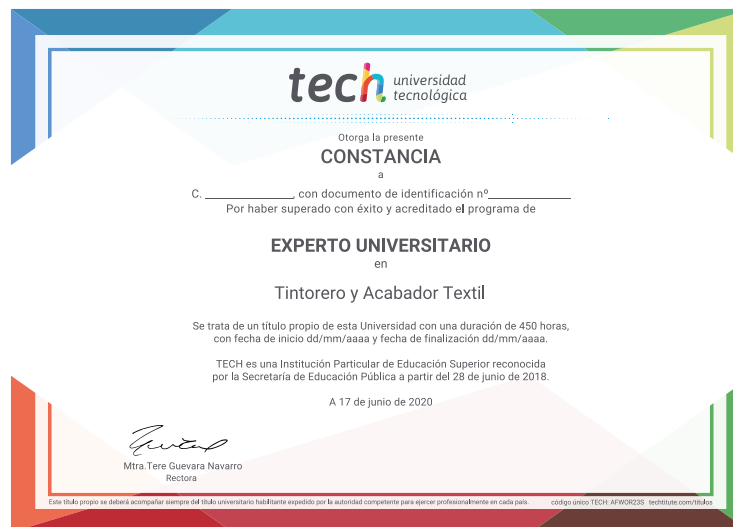 tech universidad
tecnológica
Otorga la presente
CONSTANCIA
a
C. ______________, con documento de identificación nº______________
Por haber superado con éxito y acreditado el programa de
EXPERTO UNIVERSITARIO
en
Tintorero y Acabador Textil
Se trata de un título propio de esta Universidad con una duración de 450 horas,
con fecha de inicio dd/mm/aaaa y fecha de finalización dd/mm/aaaa.
TECH es una Institución Particular de Educación Superior reconocida
por la Secretaría de Educación Pública a partir del 28 de junio de 2018.
A 17 de junio de 2020
Mtra.Tere Guevara Navarro
Rectora
Este título propio se deberá acompañar siempre del título universitario habilitante expedido por la autoridad competente para ejercer profesionalmente en cada país. código único TECH: AFWOR23S techtitute.com/titulos